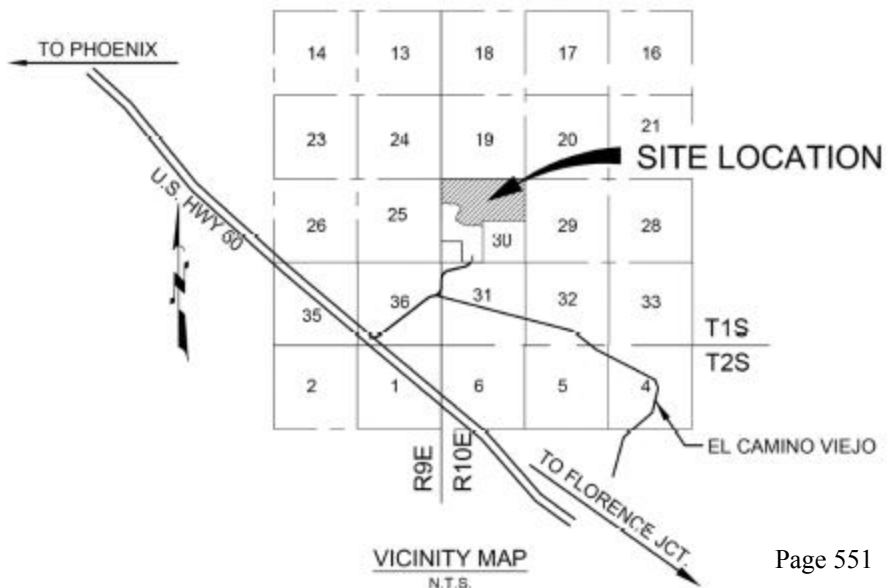 TO PHOENIX
14 13 18 17 16
23 24 19 20 21
SITE LOCATION
U.S. HWY 60
26 25 30 29 28
35 36 31 32 33
T1S
T2S
2 1 6 5 4
EL CAMINO VIEJO
R9E
R10E
TO FLORENCE JCT.
VICINITY MAP
N.T.S.
Page 551